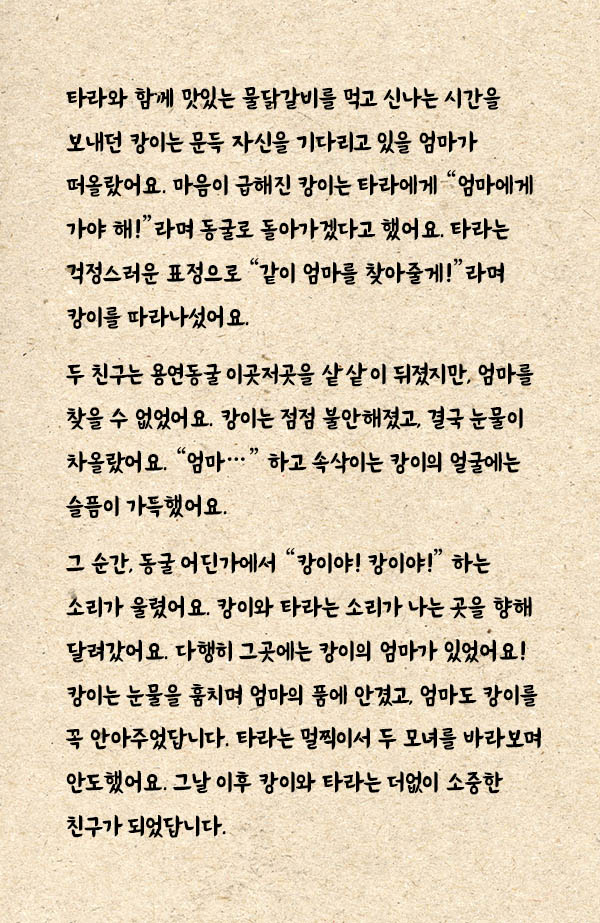 타라와 함께 맛있는 물닭갈비를 먹고 신나는 시간을
보내던 캉이는 문득 자신을 기다리고 있을 엄마가
떠올랐어요. 마음이 급해진 캉이는 타라에게 “엄마에게
가야 해!”라며 동굴로 돌아가겠다고 했어요. 타라는
걱정스러운 표정으로 “같이 엄마를 찾아줄게!”라며
캉이를 따라나섰어요.
두 친구는 용연동굴 이곳저곳을 샅샅이 뒤졌지만, 엄마를
찾을 수 없었어요. 캉이는 점점 불안해졌고, 결국 눈물이
차올랐어요. “엄마…” 하고 속삭이는 캉이의 얼굴에는
슬픔이 가득했어요.
그 순간, 동굴 어딘가에서 “캉이야! 캉이야!” 하는
소리가 울렸어요. 캉이와 타라는 소리가 나는 곳을 향해
달려갔어요. 다행히 그곳에는 캉이의 엄마가 있었어요!
캉이는 눈물을 훔치며 엄마의 품에 안겼고, 엄마도 캉이를
꼭 안아주었답니다. 타라는 멀찍이서 두 모녀를 바라보며
안도했어요. 그날 이후 캉이와 타라는 더없이 소중한
친구가 되었답니다.